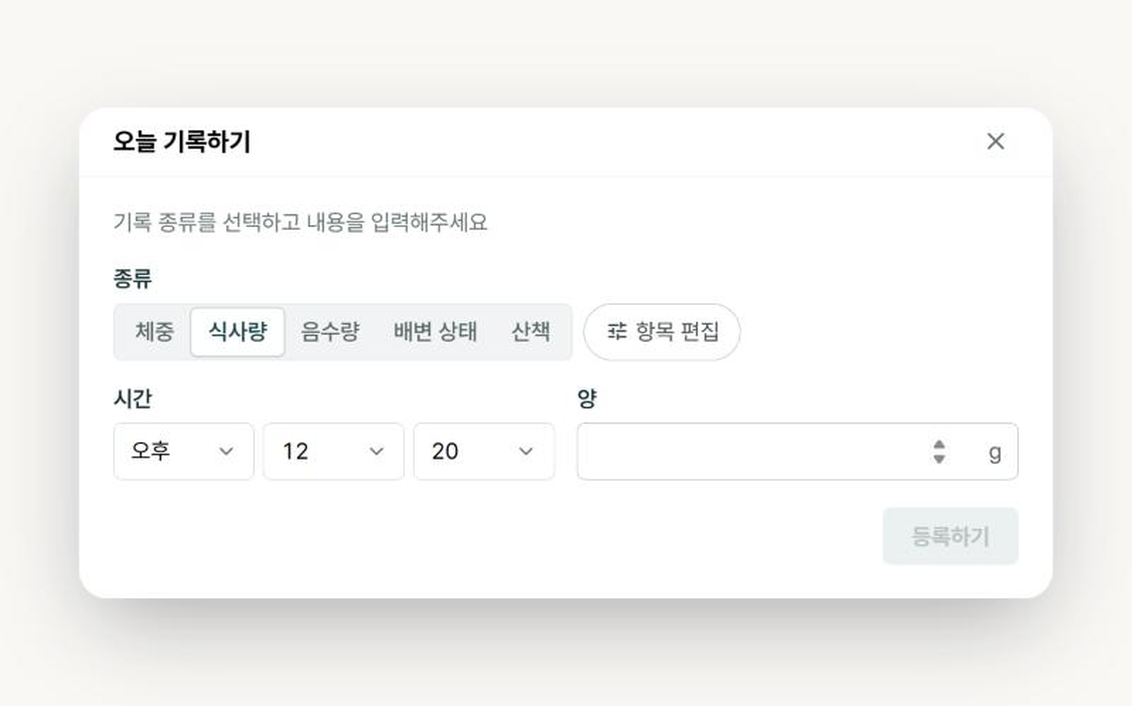 오늘 기록하기
기록 종류를 선택하고 내용을 입력해주세요
종류
체중 식사량 음수량 배변 상태 산책 항목 편집
시간 양
오후 12 20 g
등록하기